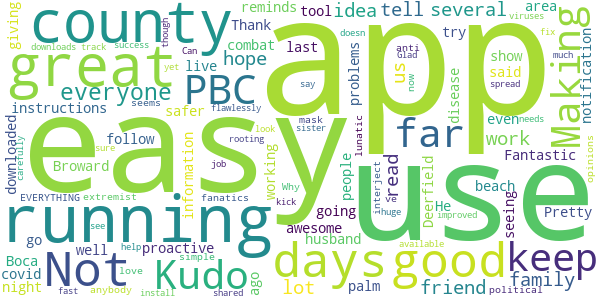 county
app
great
easy
use
running
days
good
Not
Kudo
PBC
far
keep
Making
everyone
hope
us
idea
tell
several
reminds
tool
area
giving
Thank
combat
last
try
live
safer
problems
anti
Glad
now
say
spread
viruses
fix
doesn
show
said
even
work
much
needs
notification
disease
Fantastic
instructions
downloaded
downloads
track
success
though
Can
yet
seems
flawlessly
follow
mask
sister
rooting
look
sure
carefully
Broward
job
information
working
Why
kick
lunatic
people
interject
ve
huge
read
Deerfield
He
improved
beach
seeing
Pretty
opinions
EVERYTHING
extremist
fanatics
see
go
well
proactive
help
Boca
covid
love
simple
night
fast
anybody
install
shared
ago
going
awesome
husband
lot
palm
available
friend
family
political